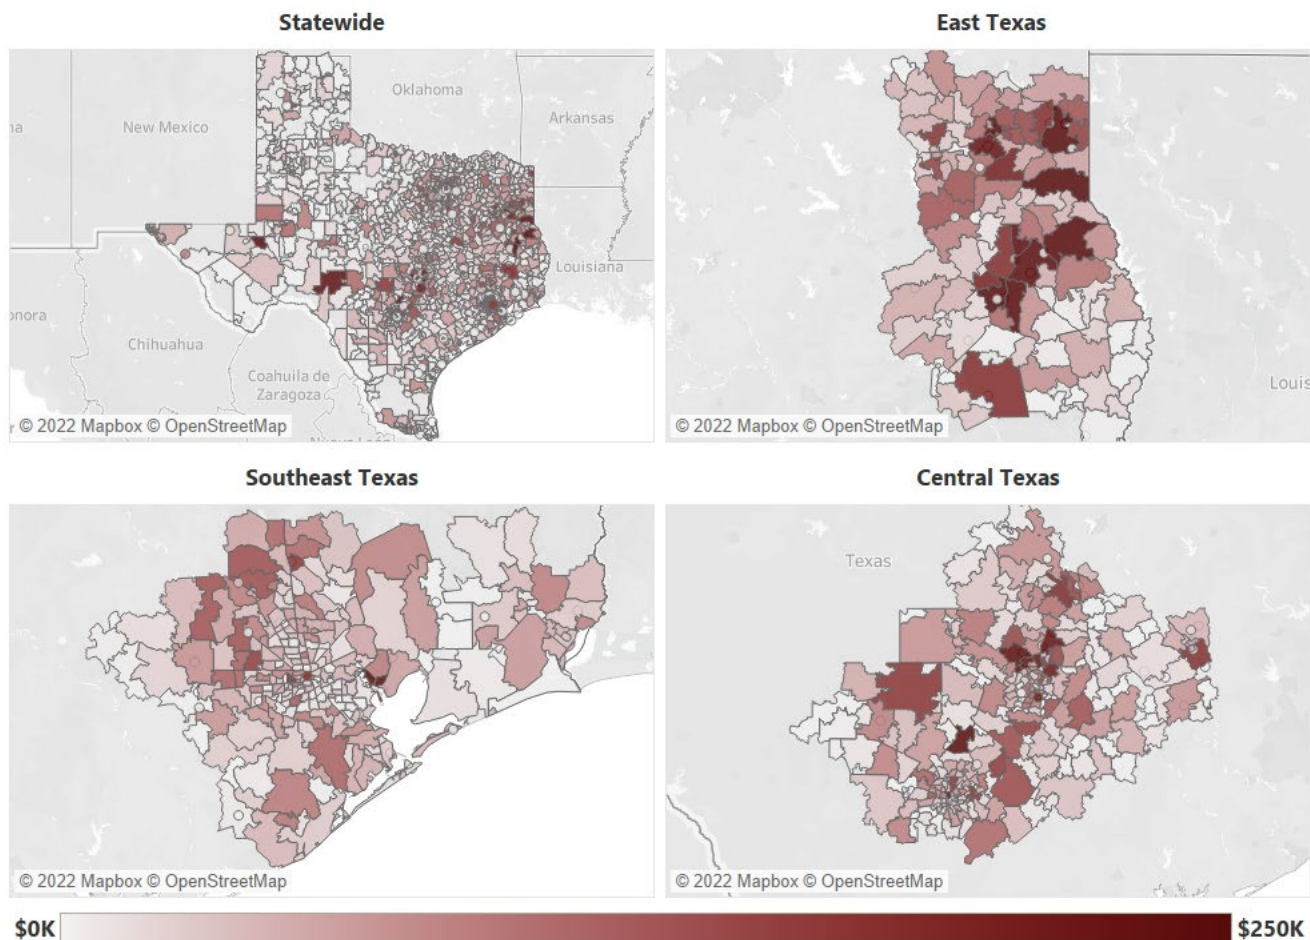 Statewide
East Texas
Oklahoma
Arkansas
New Mexico
Louisiana
Chihuahua
Coahuila de
Zaragoza
© 2022 Mapbox © OpenStreetMap
Louis
© 2022 Mapbox © OpenStreetMap
Southeast Texas
Central Texas
© 2022 Mapbox © OpenStreetMap
Texas
© 2022 Mapbox © OpenStreetMap
$0K
$250K